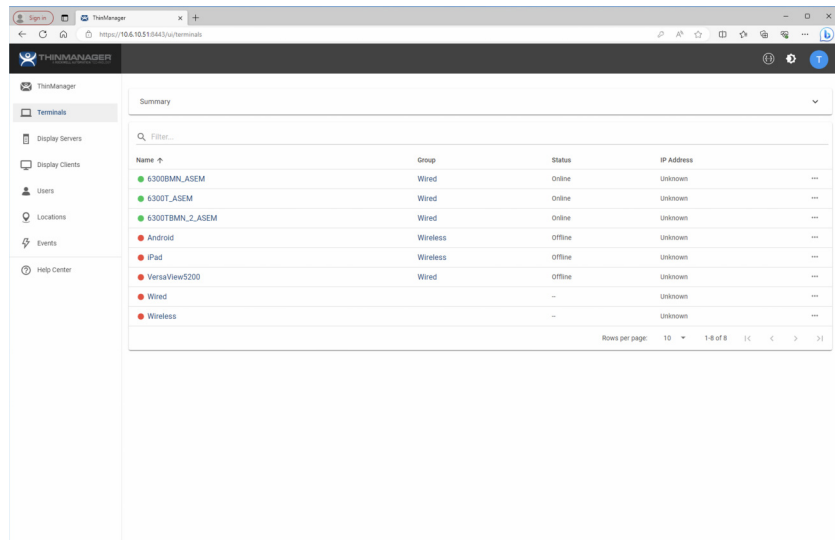 Sign in
ThinManager
https://10.6.10.51:8443/ui/terminals
THINMANAGER
ThinManager
Terminals
Display Servers
Display Clients
Users
Locations
Events
Help Center
T
Summary
Filter...
Name Group Status IP Address
6300BMN_ASEM Wired Online Unknown
6300T_ASEM Wired Online Unknown
6300TBMN_2_ASEM Wired Online Unknown
Android Wireless Offline Unknown
iPad Wireless Offline Unknown
VersaView5200 Wired Offline Unknown
Wired -- Unknown
Wireless -- Unknown
Rows per page: 10 1-8 of 8